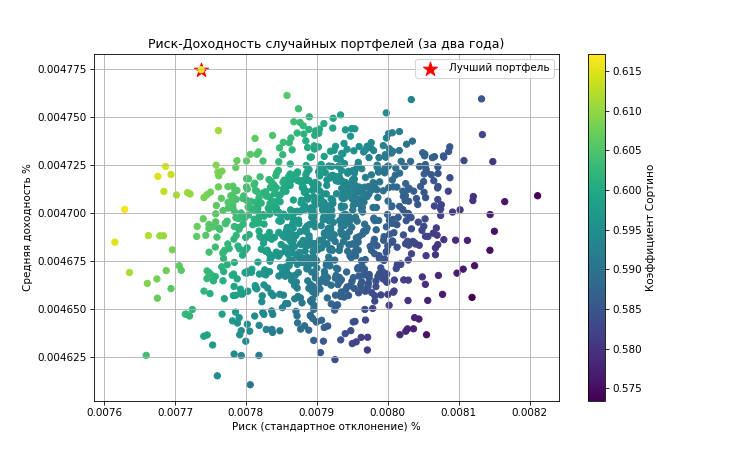 Риск-Доходность случайных портфелей (за два года)
Лучший портфель
Средняя доходность %
0.004775
0.004750
0.004725
0.004700
0.004675
0.004650
0.004625
0.0076 0.0077 0.0078 0.0079 0.0080 0.0081 0.0082
Риск (стандартное отклонение) %
0.615
0.610
0.605
0.600
0.595
0.590
0.585
0.580
0.575
Коэффициент Сортино